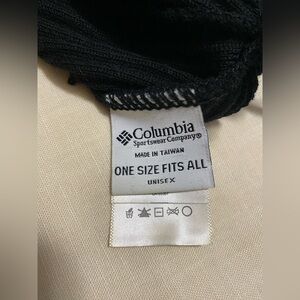 Columbia
Sportswear Company®
MADE IN TAIWAN
ONE SIZE FITS ALL
UNISEX